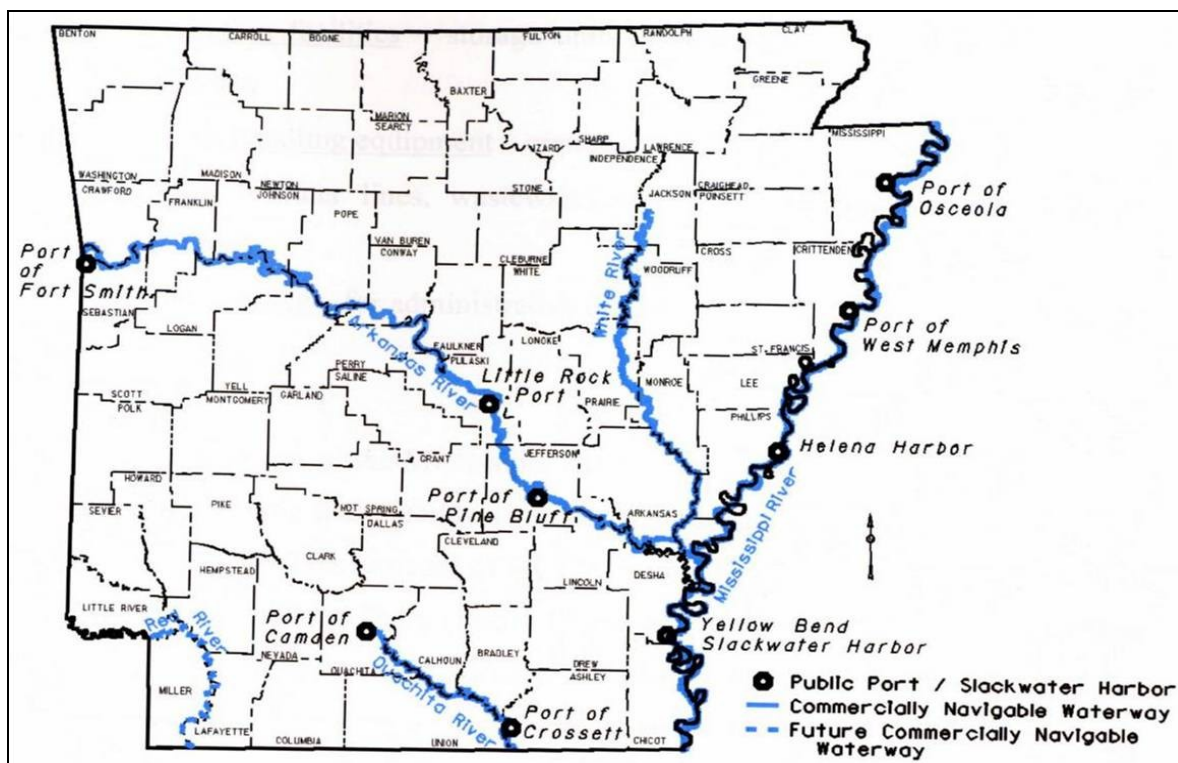 BENTON
CARROLL
BOONE
FULTON
RANDOLPH
CLAY
GREENE
BAXTER
MARION
SEARCY
equipment
IZARD
SHARP
INDEPENDENCE
LAWRENCE
MISSISSIPPI
WASHINGTON
CRAWFORD
MADISON
FRANKLIN
NEWTON
JOHNSON
STONE
JACKSON
CRAIGHEAD
POINSETT
Port of
Osceola
POPE
VAN BUREN
CONWAY
CLEBURNE
WHITE
WOODRUFF
CROSS
CRITTENDEN
White River
Port
of
Fort Smith
SEBASTIAN
LOGAN
for administration
Arkansas River
FAULKNER
PULASKI
LONOKE
ST-FRANCIS
Port of
West Memphis
PERRY
SALINE
Little Rock
Port
PRAIRIE
MONROE
LEE
PHILLIPS
SCOTT
POLK
YELL
MONTGOMERY
GARLAND
GRANT
JEFFERSON
Helena Harbor
HOWARD
SEVIER
PIKE
HOT SPRING
DALLAS
Port of
Pine Bluff
ARKANSAS
CLEVELAND
Mississippi River
CLARK
HEMPSTEAD
LINCOLN
DESHA
LITTLE RIVER
Red River
Port of
Camden
NEVADA
OUACHITA
CALHOUN
BRADLEY
DREW
ASHLEY
Yellow Bend
Slackwater Harbor
Ouachita River
MILLER
LAFAYETTE
COLUMBIA
UNION
Port of
Crossett
CHICOT
Public Port / Slackwater Harbor
Commercially Navigable Waterway
Future Commercially Navigable
Waterway